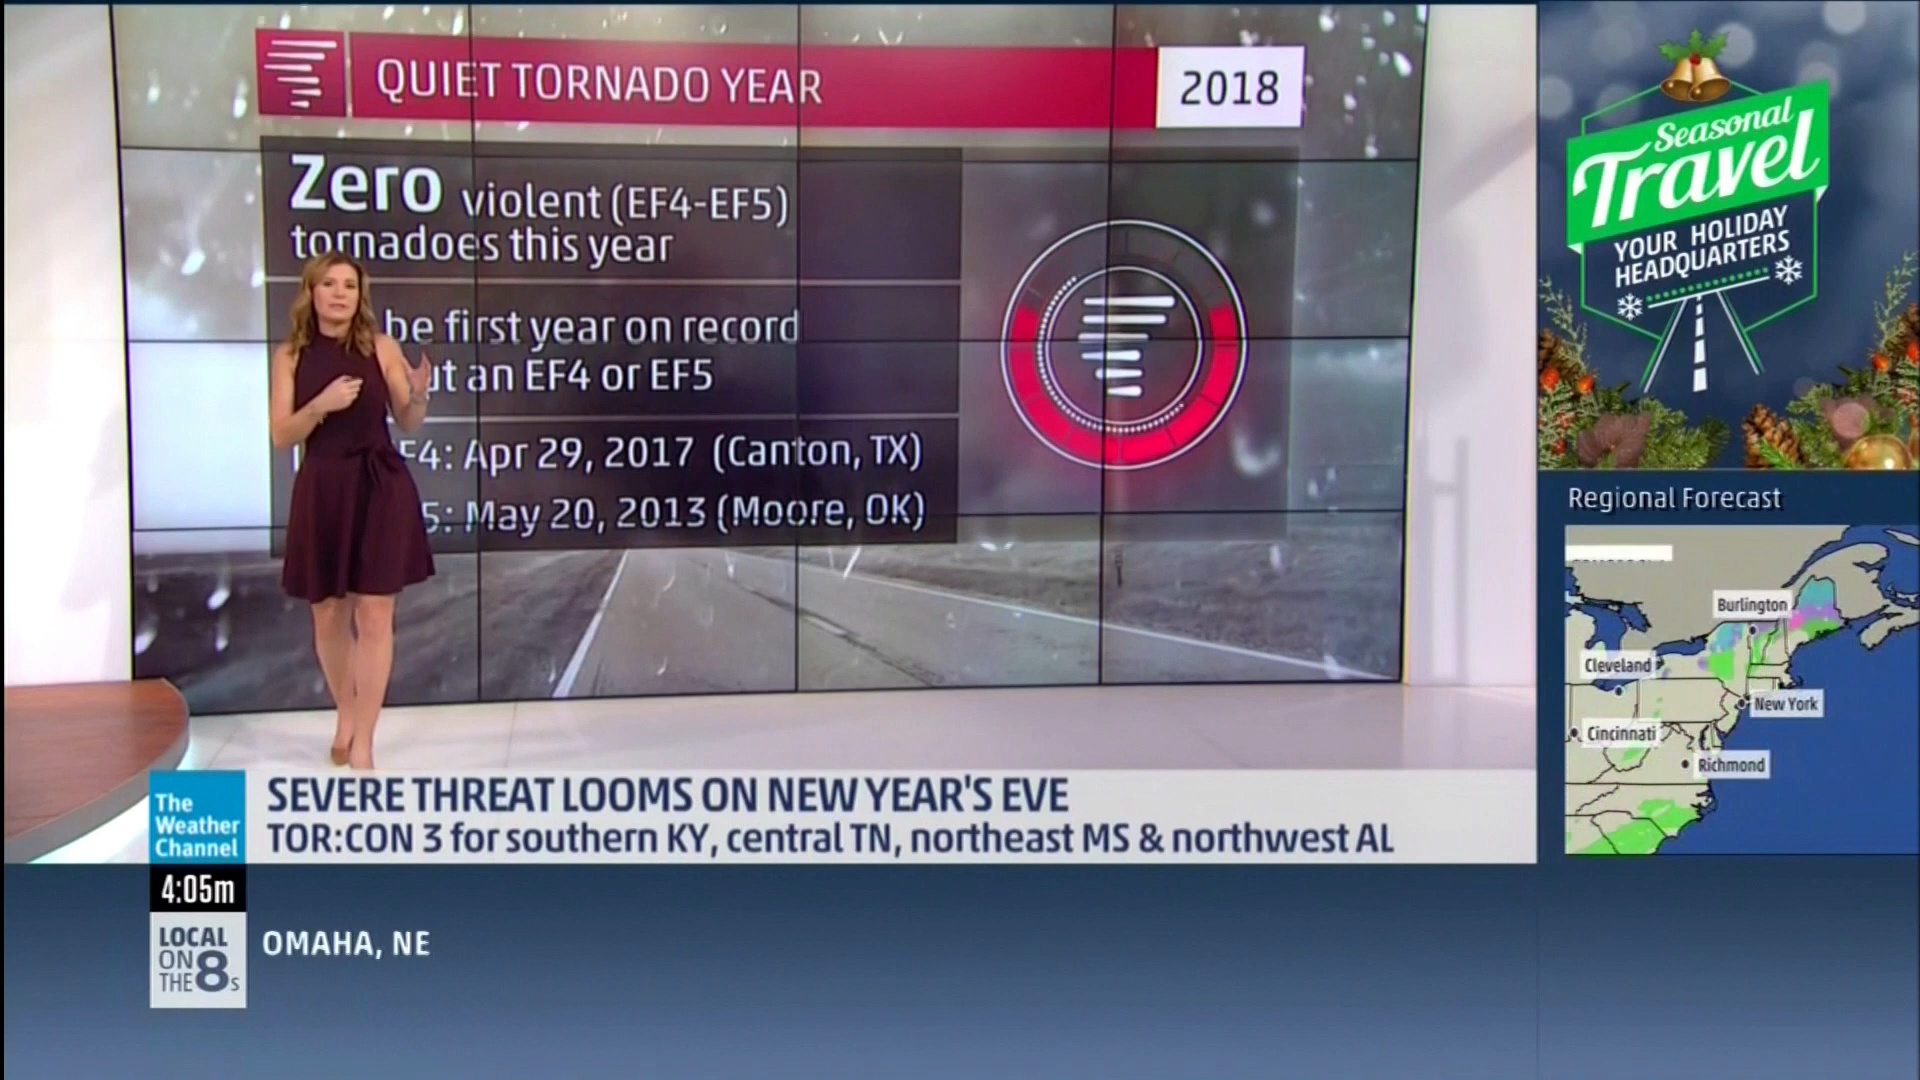 QUIET TORNADO YEAR
2018
Zero violent (EF4-EF5)
tornadoes this year
be first year on record
an EF4 or EF5
Apr 29, 2017 (Canton, TX)
May 20, 2013 (Moore, OK)
Seasonal
Travel
YOUR HOLIDAY
HEADQUARTERS
Regional Forecast
Burlington
Cleveland
New York
Cincinnati
Richmond
The
Weather
Channel
SEVERE THREAT LOOMS ON NEW YEAR'S EVE
TOR:CON 3 for southern KY, central TN, northeast MS & northwest AL
4:05m
LOCAL
ON
THE 8s
OMAHA, NE